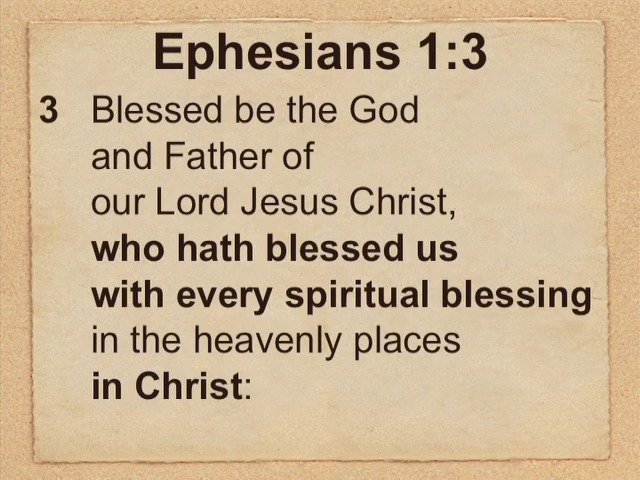 Ephesians 1:3
3 Blessed be the God
and Father of
our Lord Jesus Christ,
who hath blessed us
with every spiritual blessing
in the heavenly places
in Christ: